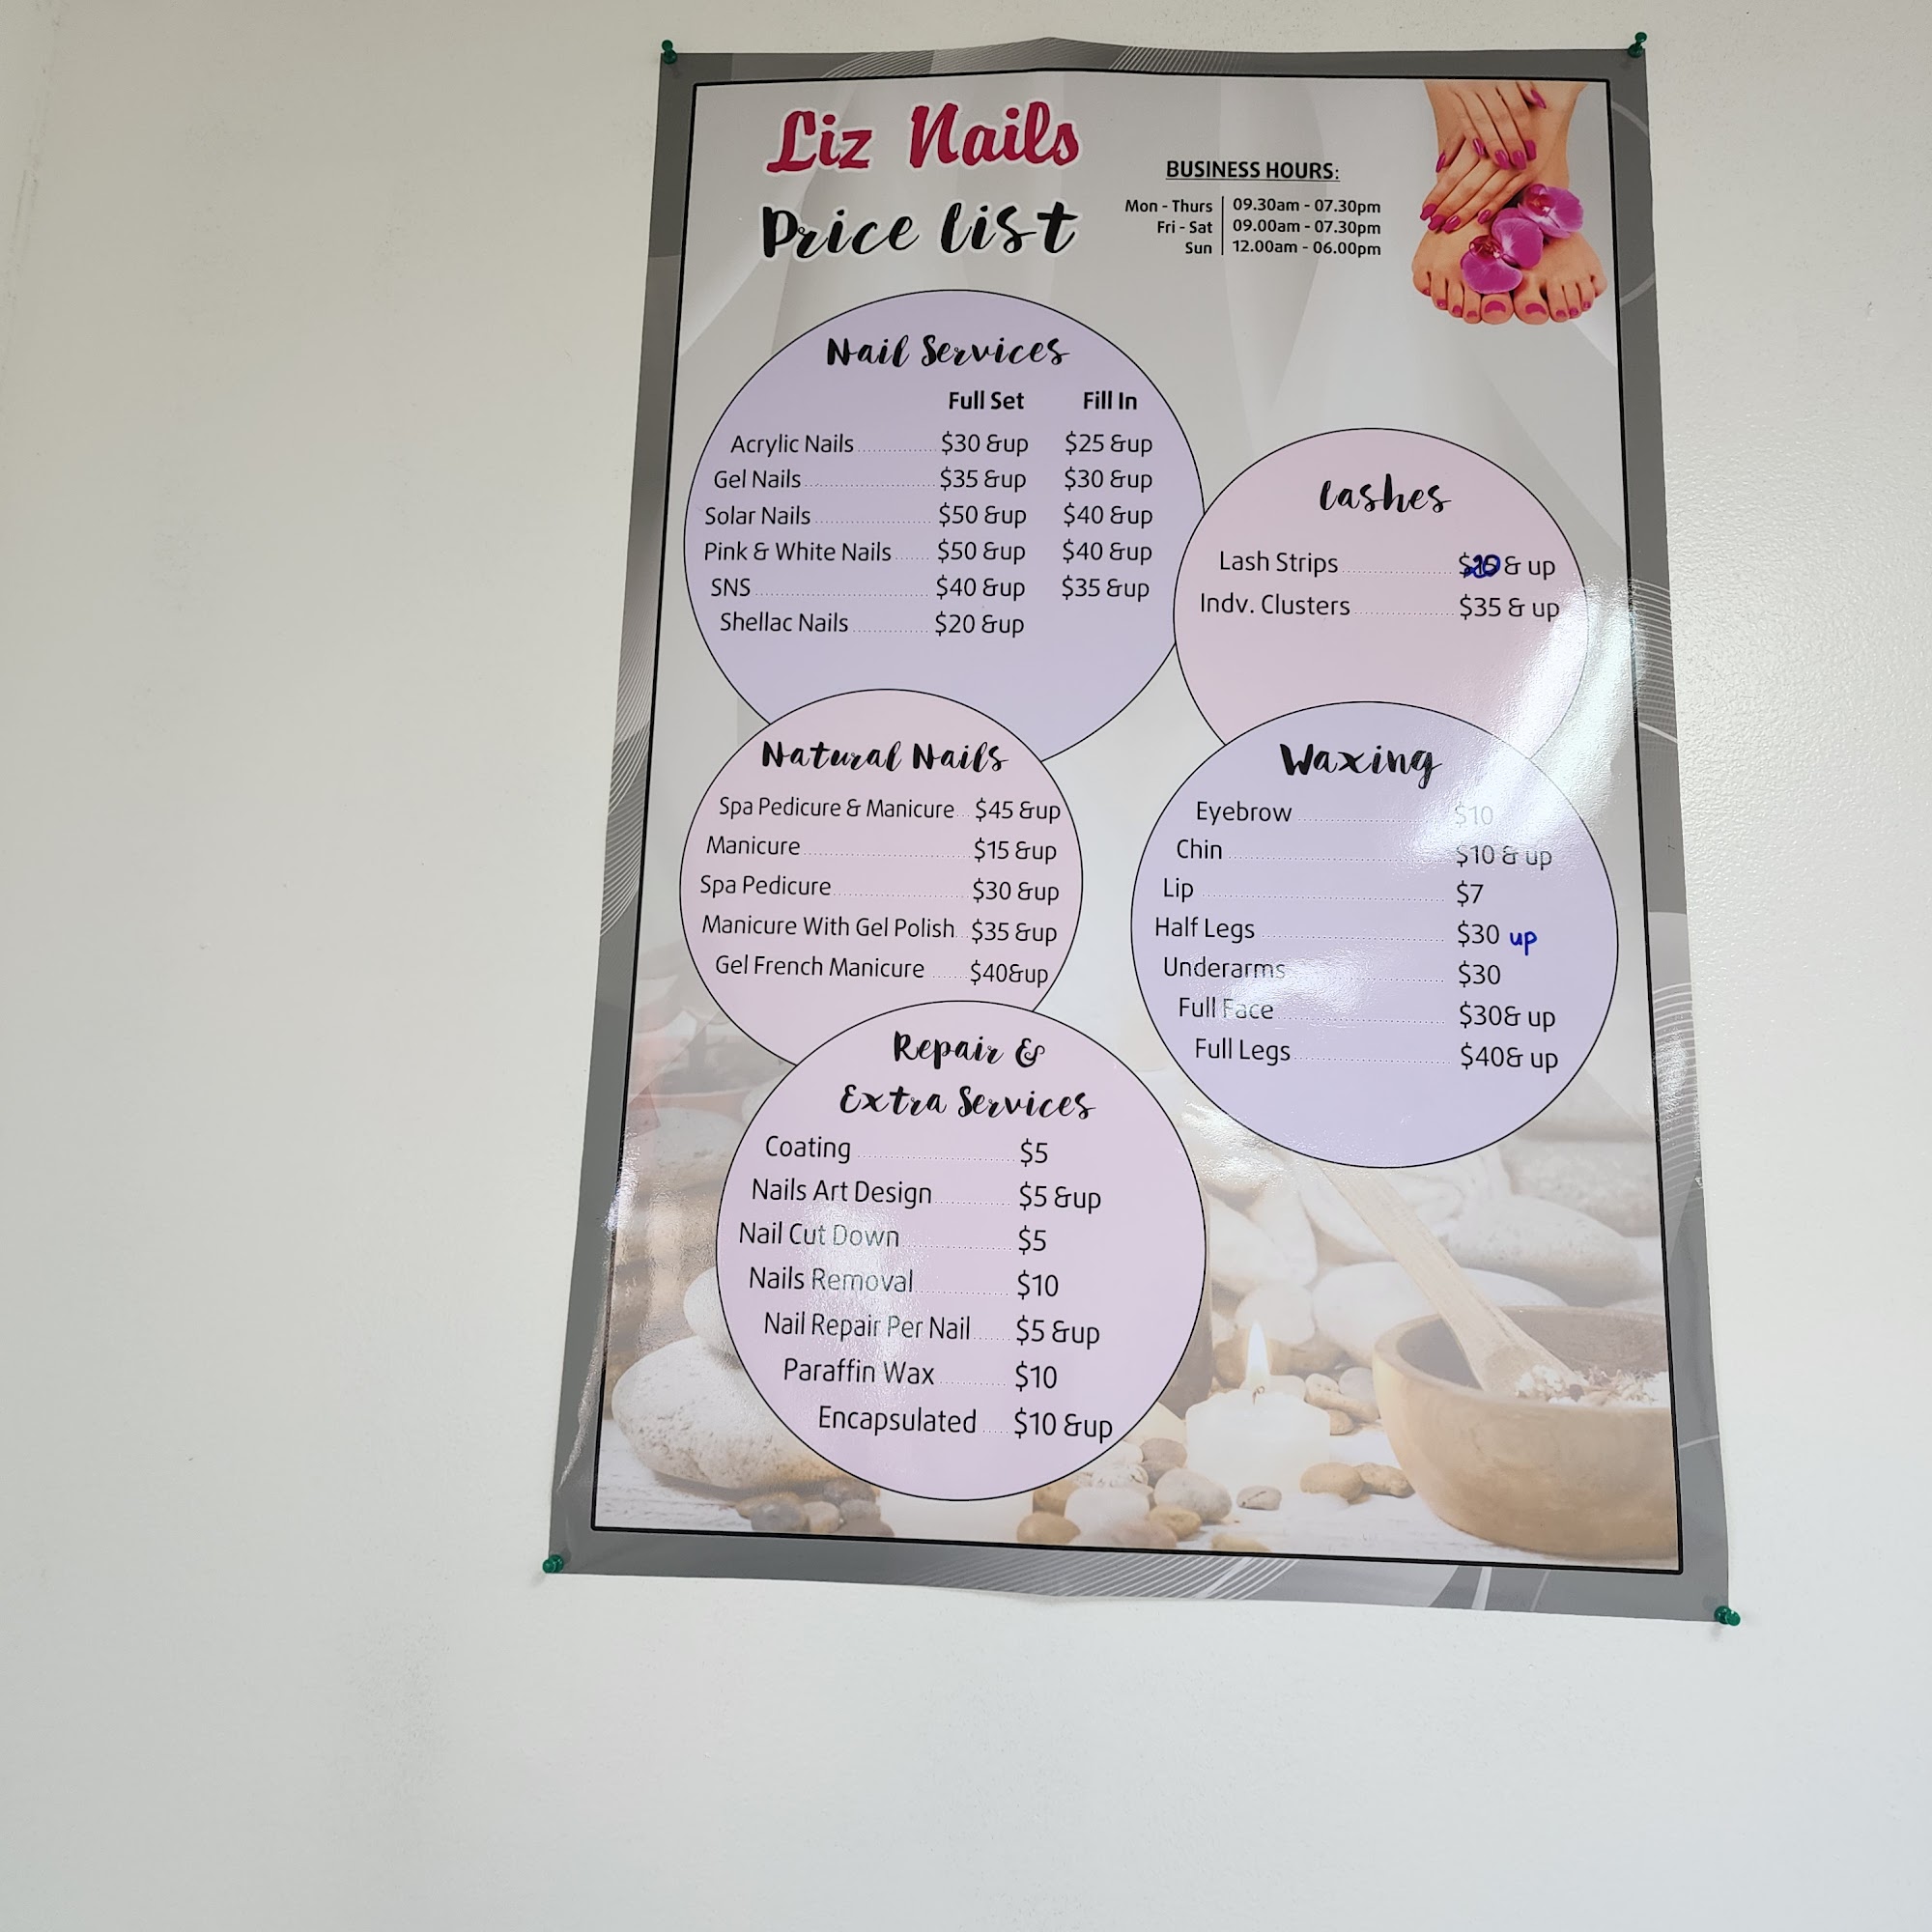 Liz Nails
Price List
BUSINESS HOURS:
Mon - Thurs 09.30am - 07.30pm
Fri - Sat 09.00am - 07.30pm
Sun 12.00am - 06.00pm
Nail Services
Full Set Fill In
Acrylic Nails $30 &up $25 &up
Gel Nails $35 &up $30 &up
Solar Nails $50 &up $40 &up
Pink & White Nails $50 &up $40 &up
SNS $40 &up $35 &up
Shellac Nails $20 &up
Lashes
Lash Strips $20 & up
Indv. Clusters $35 & up
Natural Nails
Spa Pedicure & Manicure $45 &up
Manicure $15 &up
Spa Pedicure $30 &up
Manicure With Gel Polish $35 &up
Gel French Manicure $40&up
Waxing
Eyebrow $10
Chin $10 & up
Lip $7
Half Legs $30 up
Underarms $30
Full Face $30& up
Full Legs $40& up
Repair &
Extra Services
Coating $5
Nails Art Design $5 &up
Nail Cut Down $5
Nails Removal $10
Nail Repair Per Nail $5 &up
Paraffin Wax $10
Encapsulated $10 &up